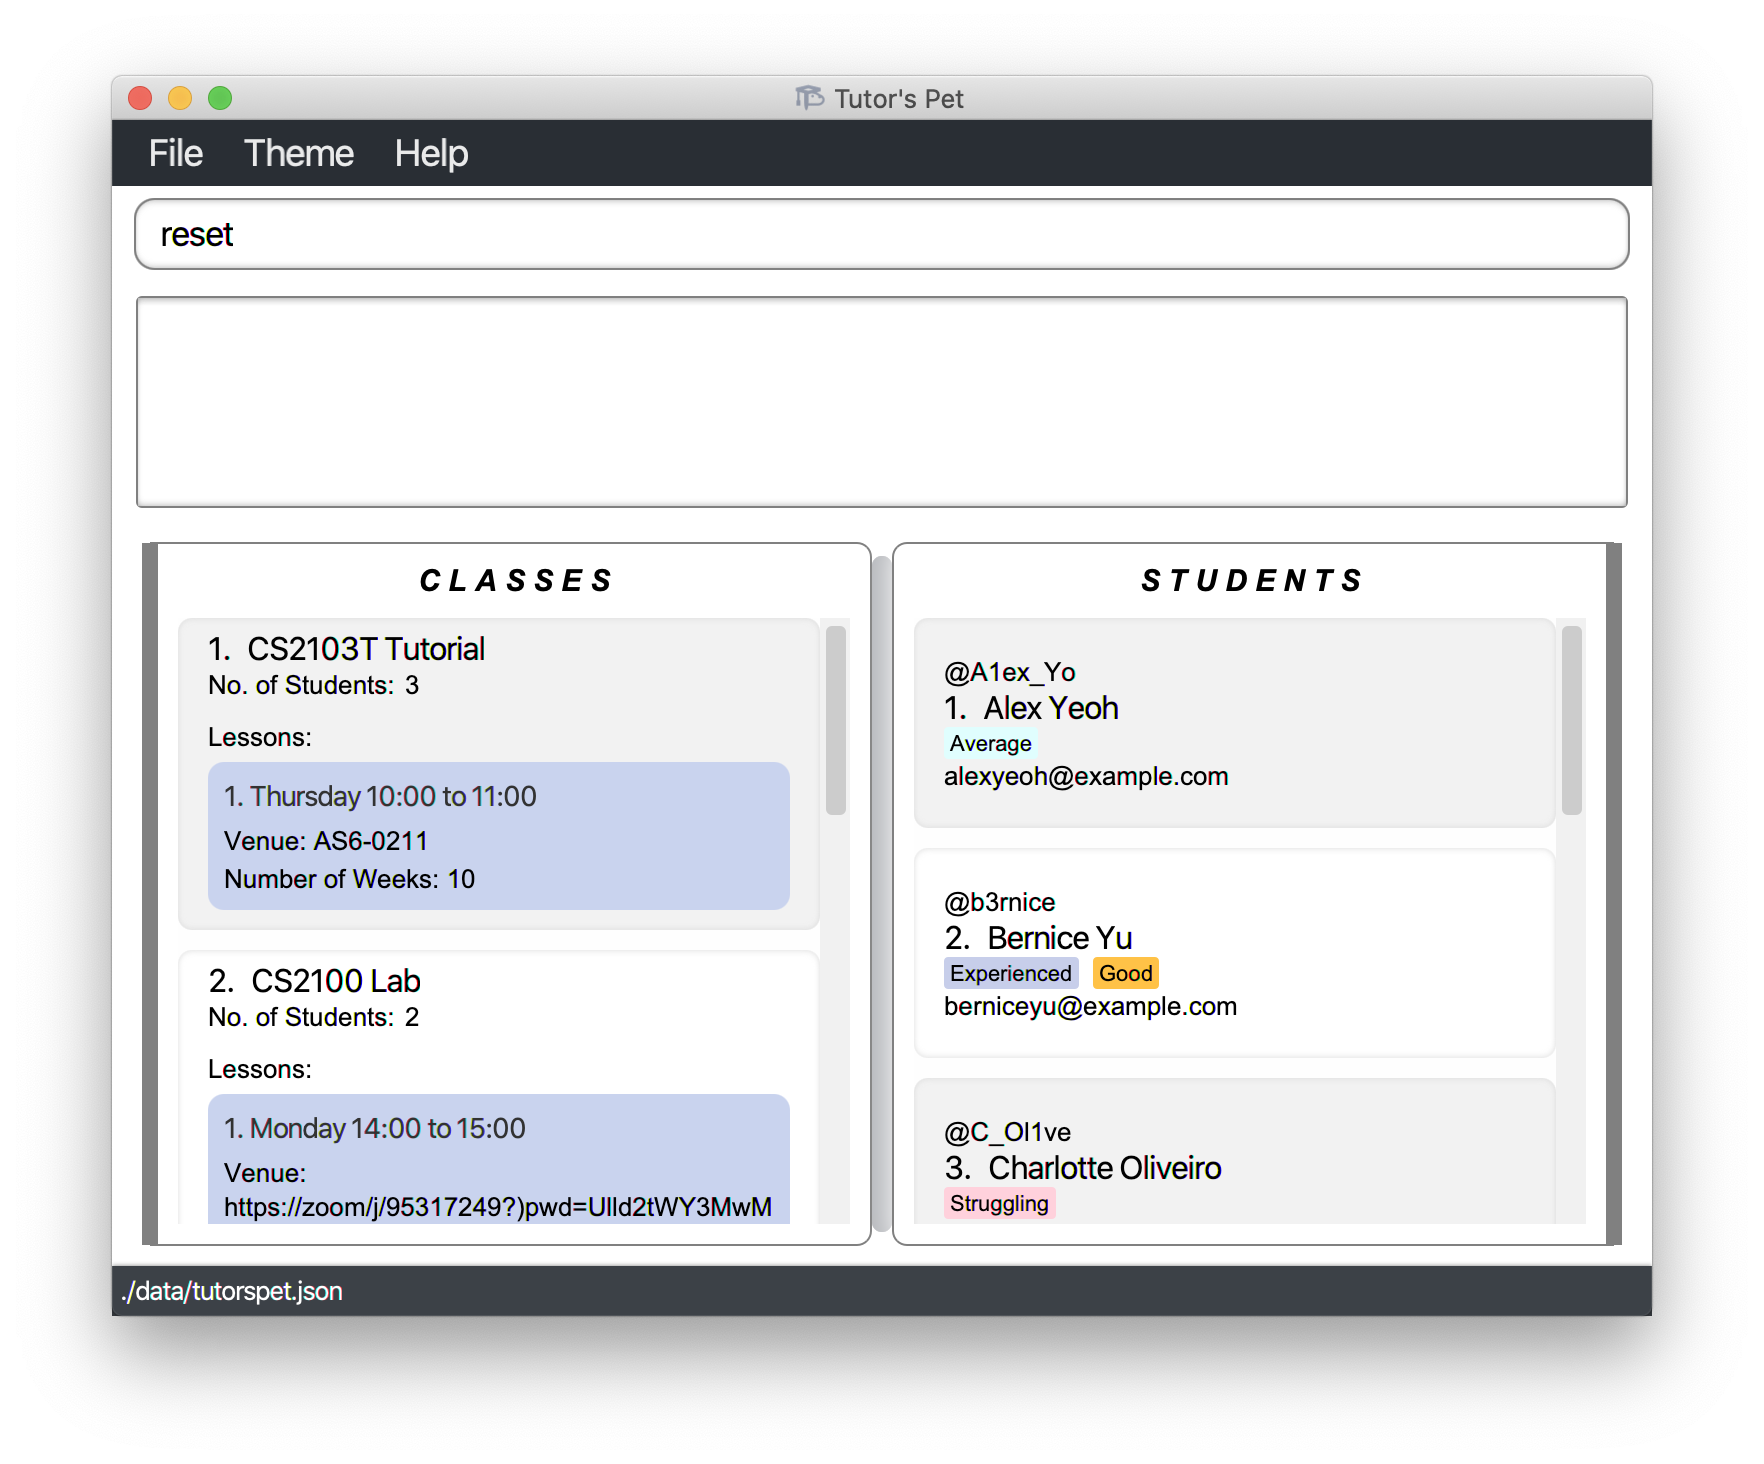 Tutor's Pet
File Theme Help
reset
CLASSES
1. CS2103T Tutorial
No. of Students: 3
Lessons:
1. Thursday 10:00 to 11:00
Venue: AS6-0211
Number of Weeks: 10
2. CS2100 Lab
No. of Students: 2
Lessons:
1. Monday 14:00 to 15:00
Venue:
https://zoom/j/95317249?)pwd=Ulld2tWY3MwM
STUDENTS
@A1ex_Yo
1. Alex Yeoh
Average
alexyeoh@example.com
@b3rnice
2. Bernice Yu
Experienced Good
berniceyu@example.com
@C_Ol1ve
3. Charlotte Oliveiro
Struggling
./data/tutorspet.json